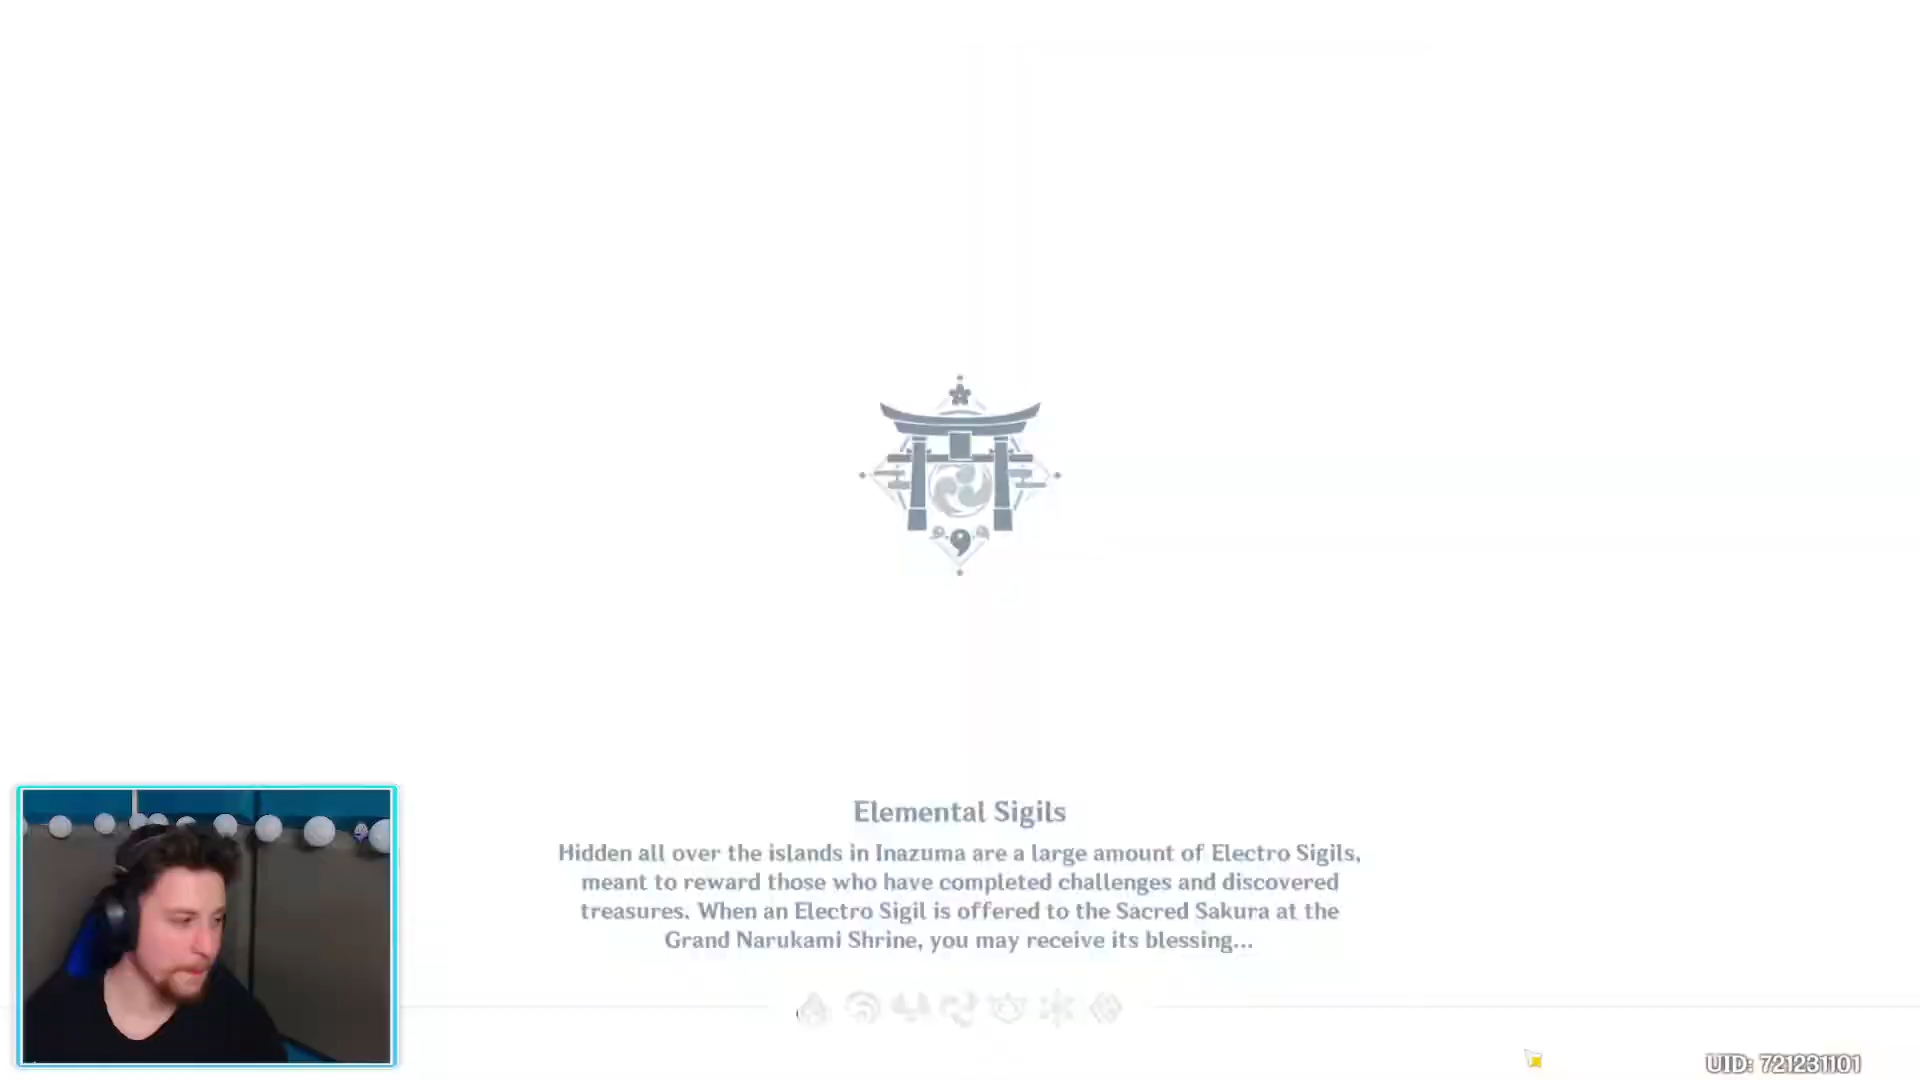 Elemental Sigils
Hidden all over the islands in Inazuma are a large amount of Electro Sigils,
meant to reward those who have completed challenges and discovered
treasures. When an Electro Sigil is offered to the Sacred Sakura at the
Grand Narukami Shrine, you may receive its blessing...
UID: 721231101